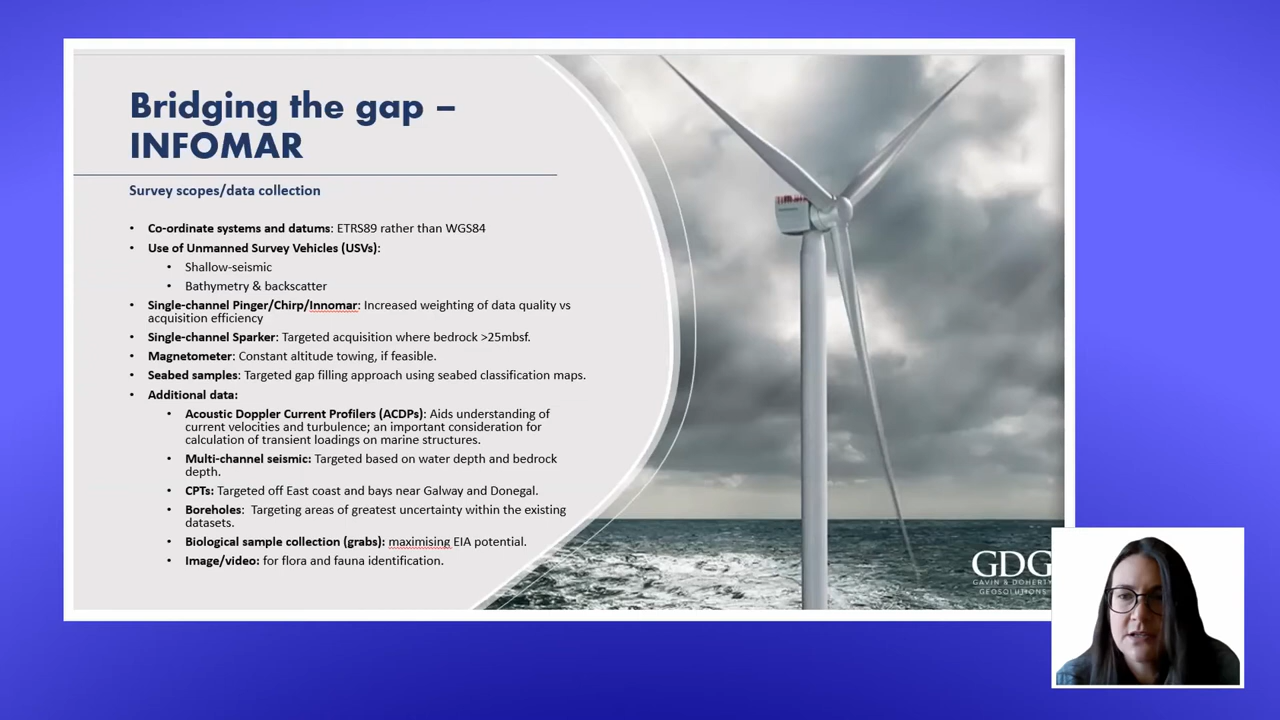 Bridging the gap –
INFOMAR
Survey scopes/data collection
• Co-ordinate systems and datums: ETRS89 rather than WGS84
• Use of Unmanned Survey Vehicles (USVs):
• Shallow-seismic
• Bathymetry & backscatter
• Single-channel Pinger/Chirp/Innomar: Increased weighting of data quality vs
acquisition efficiency
• Single-channel Sparker: Targeted acquisition where bedrock >25mbsf.
• Magnetometer: Constant altitude towing, if feasible.
• Seabed samples: Targeted gap filling approach using seabed classification maps.
• Additional data:
• Acoustic Doppler Current Profilers (ACDPs): Aids understanding of
current velocities and turbulence; an important consideration for
calculation of transient loadings on marine structures.
• Multi-channel seismic: Targeted based on water depth and bedrock
depth.
• CPTs: Targeted off East coast and bays near Galway and Donegal.
• Boreholes: Targeting areas of greatest uncertainty within the existing
datasets.
• Biological sample collection (grabs): maximising EIA potential.
• Image/video: for flora and fauna identification.
GDG
GAVIN & DOHERTY
GEOSOLUTIONS